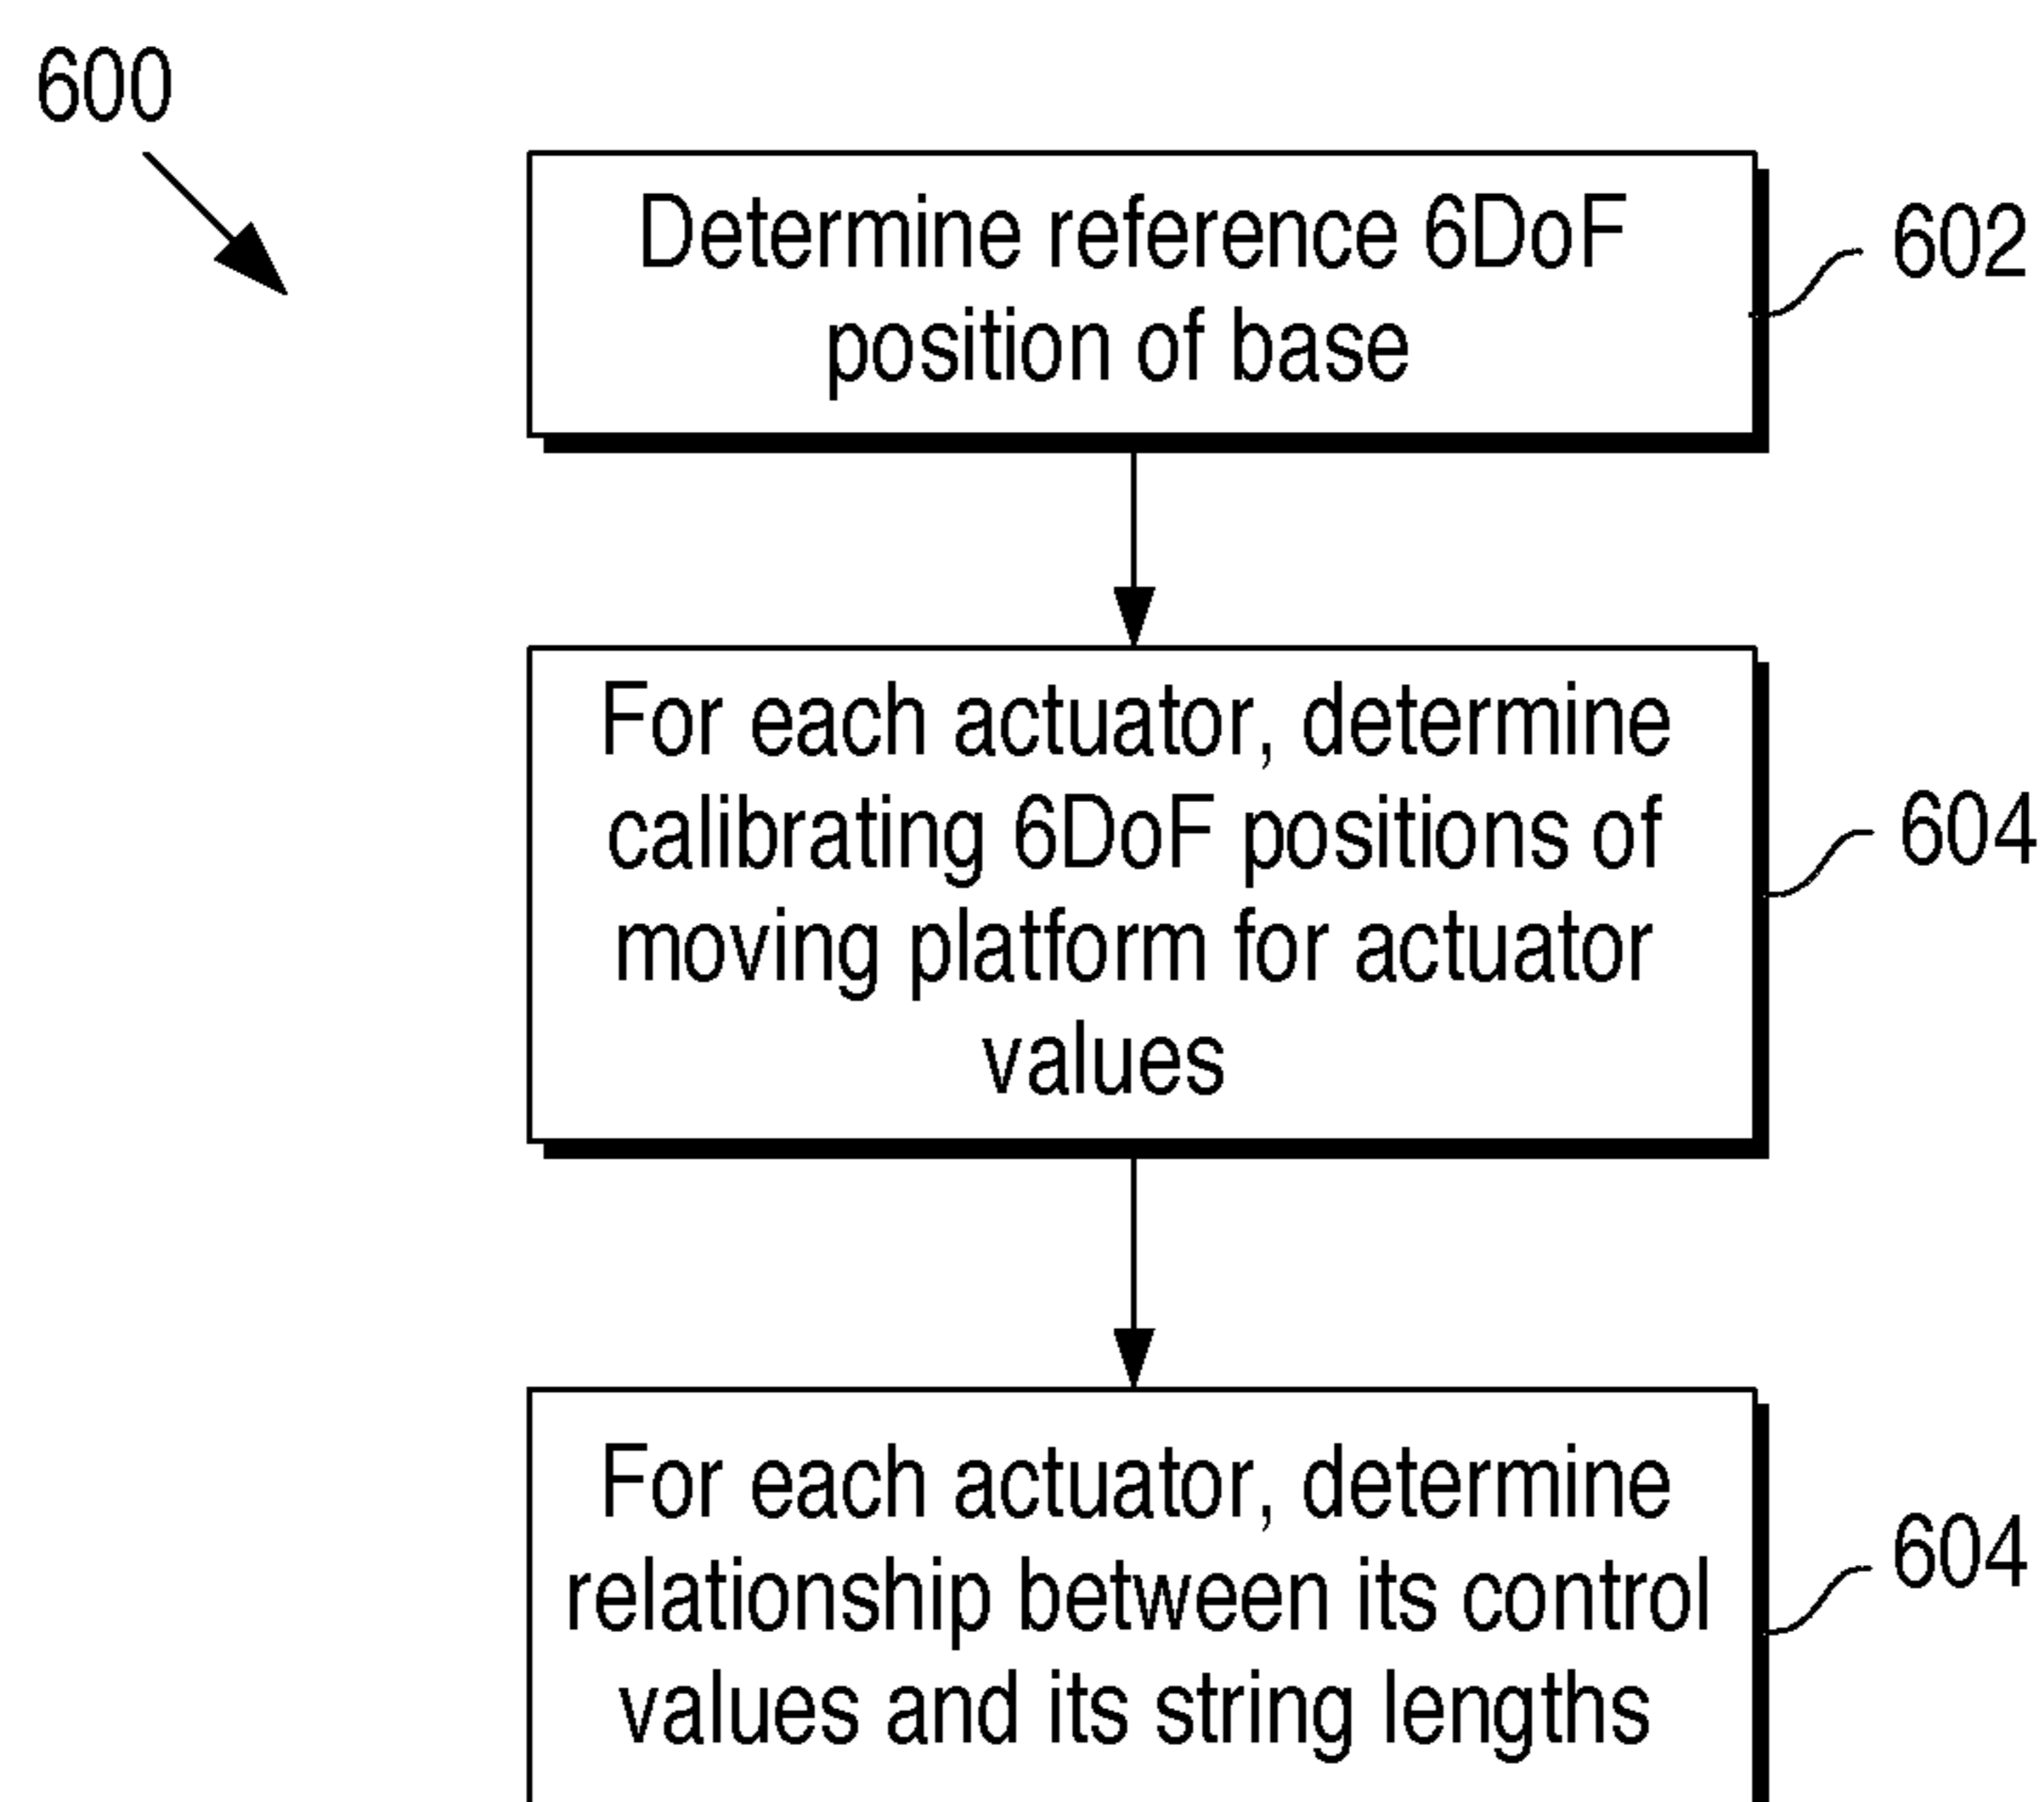 600
Determine reference 6DoF
position of base
602
For each actuator, determine
calibrating 6DoF positions of
moving platform for actuator
values
604
For each actuator, determine
relationship between its control
values and its string lengths
604